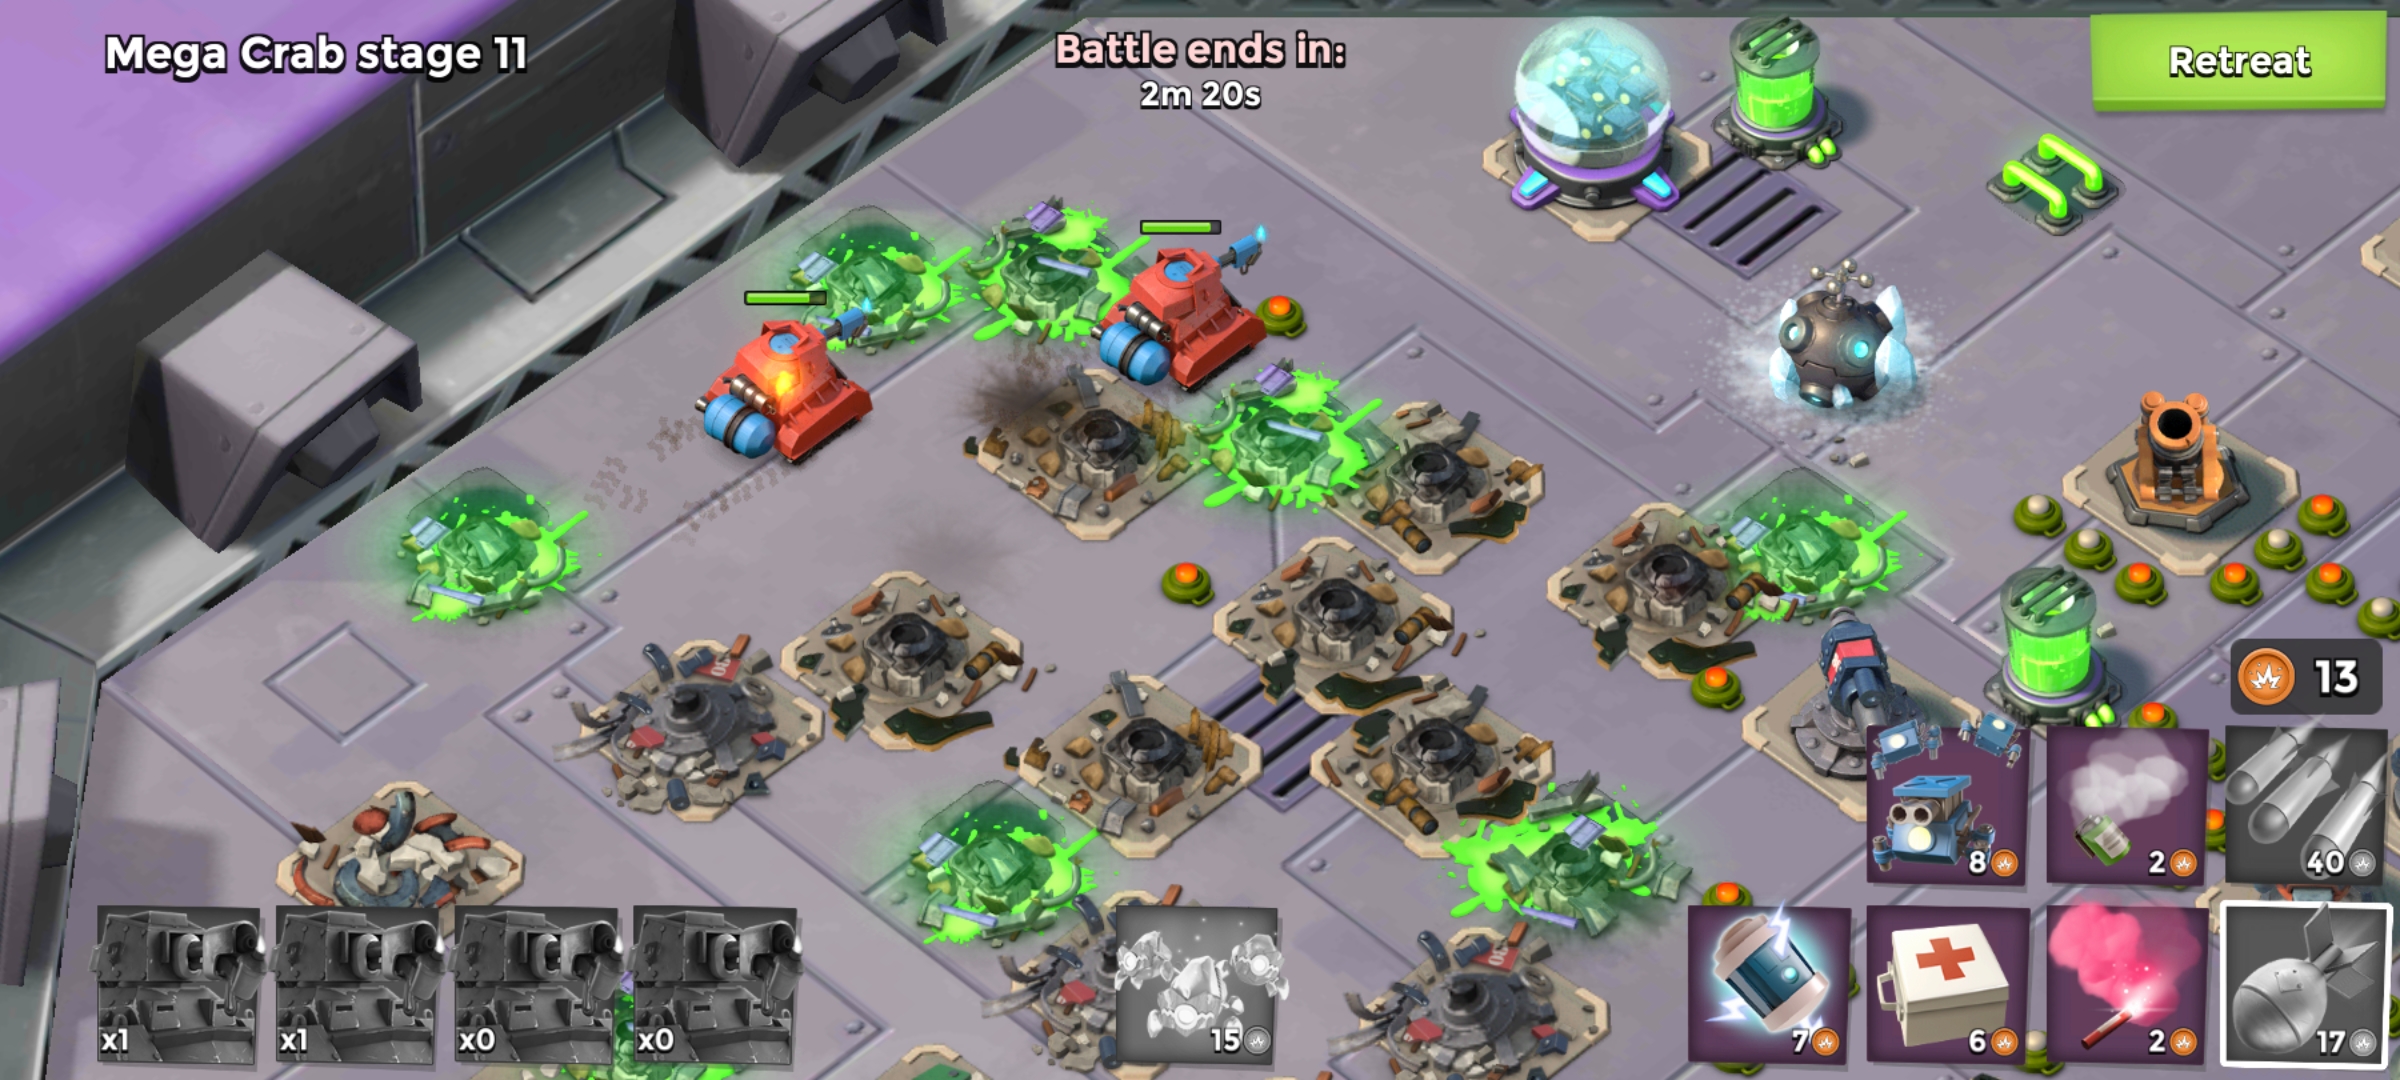 Mega Crab stage 11
Battle ends in:
2m 20s
Retreat
13
8
2
40
x1
x1
x0
x0
15
7
6
2
17